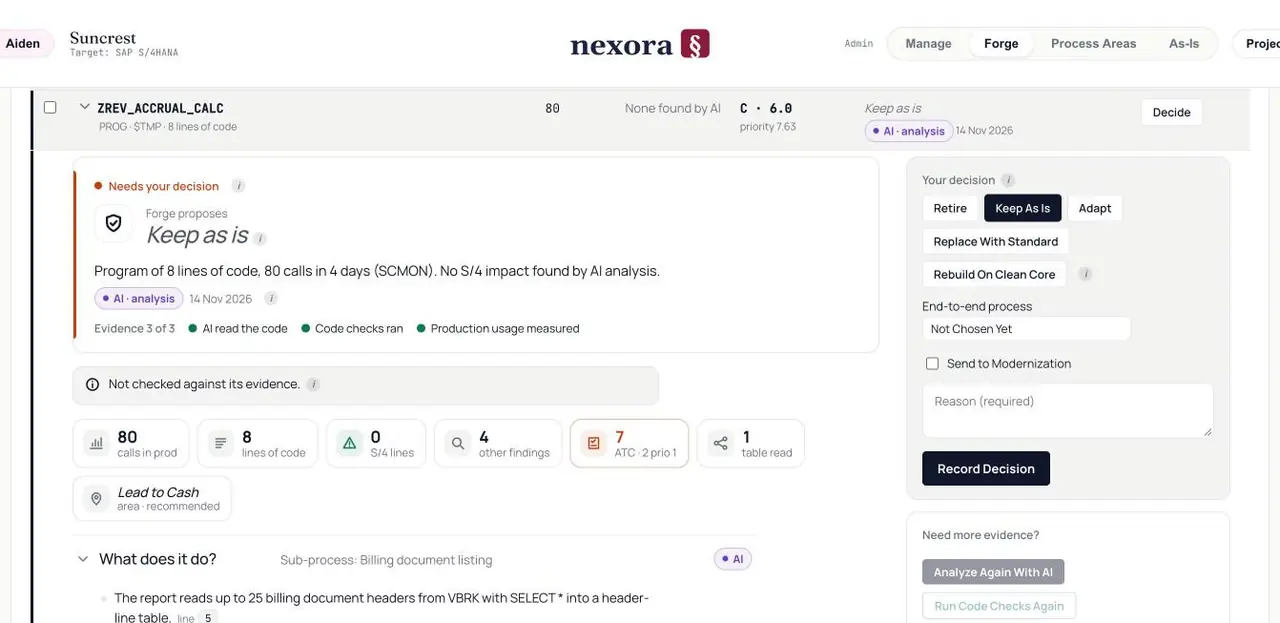 Aiden
Suncrest
Target: SAP S/4HANA
nexora §
Admin
Manage
Forge
Process Areas
As-Is
ZREV_ACCRUAL_CALC
PROG · $TMP · 8 lines of code
80
None found by AI
C · 6.0
priority 7.63
Keep as is
AI · analysis 14 Nov 2026
Decide
Needs your decision i
Forge proposes
Keep as is i
Program of 8 lines of code, 80 calls in 4 days (SCMON). No S/4 impact found by AI analysis.
AI · analysis 14 Nov 2026 i
Evidence 3 of 3 AI read the code Code checks ran Production usage measured
Not checked against its evidence. i
80
calls in prod
8
lines of code
0
S/4 lines
4
other findings
7
ATC · 2 prio 1
1
table read
Lead to Cash
area · recommended
What does it do?
Sub-process: Billing document listing
AI
The report reads up to 25 billing document headers from VBRK with SELECT * into a header-
line table. line 5
Your decision i
Retire
Keep As Is
Adapt
Replace With Standard
Rebuild On Clean Core i
End-to-end process
Not Chosen Yet
Send to Modernization
Reason (required)
Record Decision
Need more evidence?
Analyze Again With AI
Run Code Checks Again